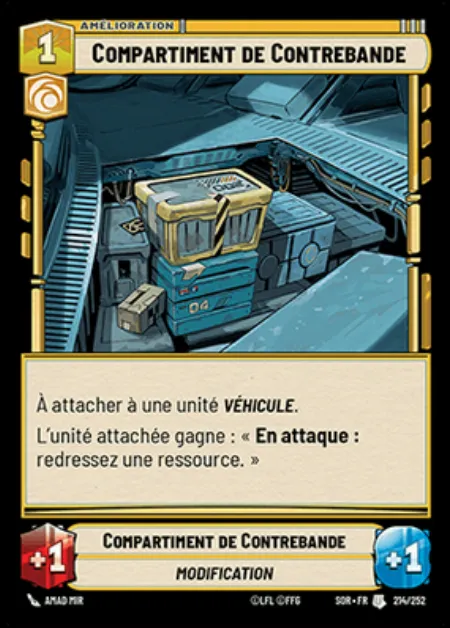 AMÉLIORATION
1
COMPARTIMENT DE CONTREBANDE
04
À attacher à une unité VÉHICULE.
L'unité attachée gagne : « En attaque :
redressez une ressource. »
+1
COMPARTIMENT DE CONTREBANDE
+1
MODIFICATION
AMAD MIR
©LFL ©FFG
SOR • FR
214/252